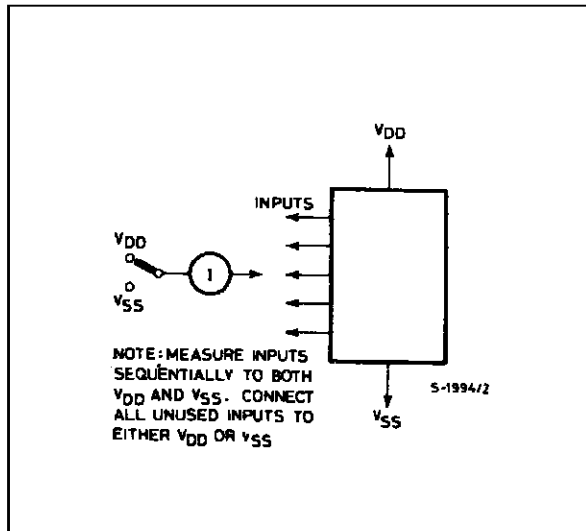 VDD
INPUTS
VDD
I
VSS
NOTE: MEASURE INPUTS
SEQUENTIALLY TO BOTH
VDD AND VSS. CONNECT
ALL UNUSED INPUTS TO
EITHER VDD OR VSS
S-1994/2
VSS